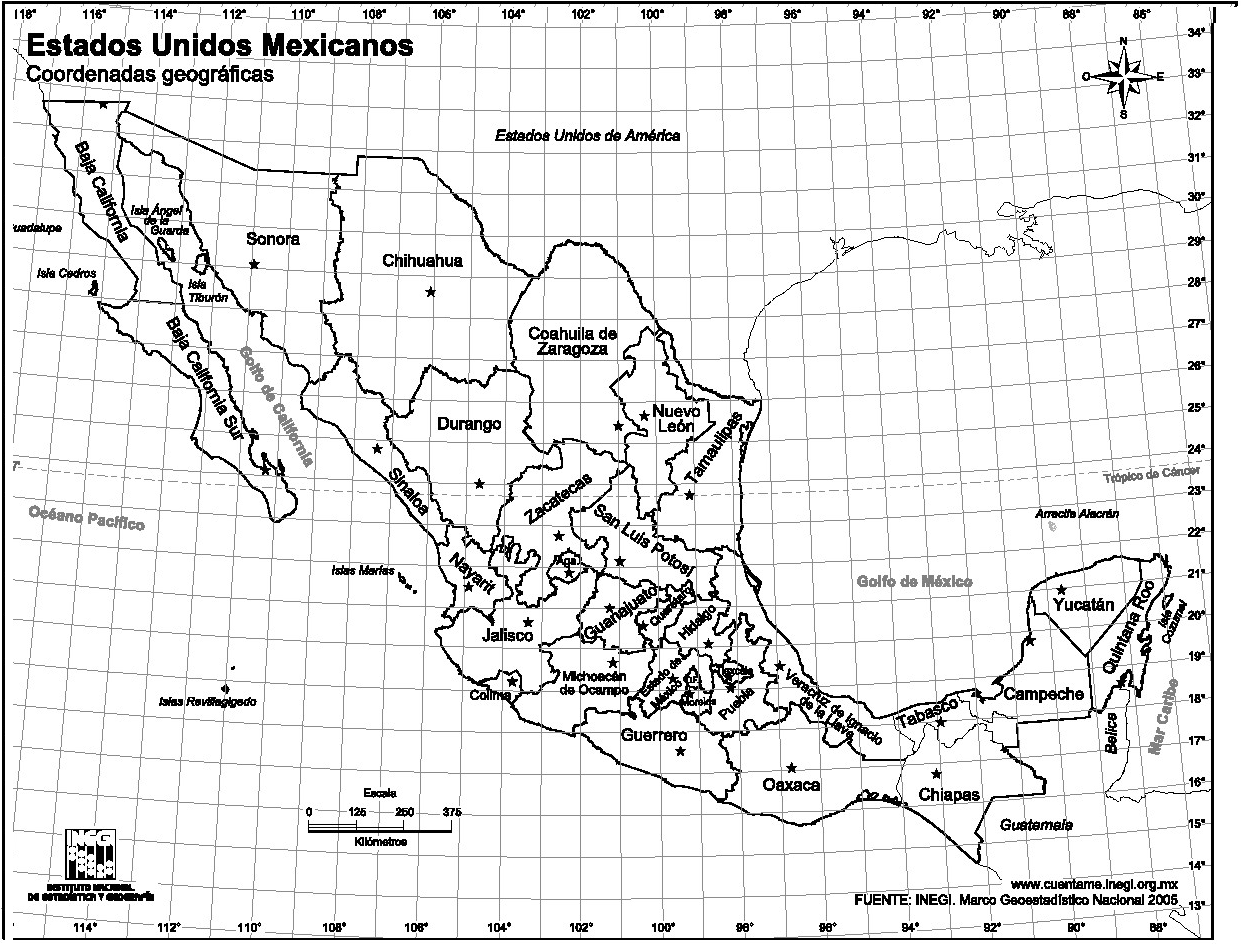 118° 116° 114° 112° 110° 108° 106° 104° 102° 100° 98° 96° 94° 92° 90° 88° 86°
Estados Unidos Mexicanos
Coordenadas geográficas
N
O E
S
34°
33°
32°
31°
30°
29°
28°
27°
26°
25°
24°
23°
22°
21°
20°
19°
18°
17°
16°
15°
14°
13°
Estados Unidos de América
Baja California
Isla Ángel
de la
Guarda
uadalupe
Sonora
Chihuahua
Isla Cedros
Isla
Tiburón
Baja California Sur
Golfo de California
Coahuila de
Zaragoza
Durango
Nuevo
León
Tamaulipas
Sinaloa
Zacatecas
San Luis Potosí
Trópico de Cáncer
Océano Pacífico
Arrecife Alacrán
Golfo de México
Islas Marías
Nayarit
Ags.
Guanajuato
Querétaro
Hidalgo
Jalisco
Yucatán
Quintana Roo
Isla
Cozumel
Colima
Michoacán
de Ocampo
Estado de
México
D.F.
Tlaxcala
Morelos
Puebla
Veracruz de Ignacio
de la Llave
Tabasco
Campeche
Islas Revillagigedo
Guerrero
Oaxaca
Chiapas
Belice
Mar Caribe
Guatemala
Escala
0 125 250 375
Kilómetros
INEGI
INSTITUTO NACIONAL
DE ESTADÍSTICA Y GEOGRAFÍA
www.cuentame.inegi.org.mx
FUENTE: INEGI. Marco Geoestadístico Nacional 2005
114° 112° 110° 108° 106° 104° 102° 100° 98° 96° 94° 92° 90° 88°